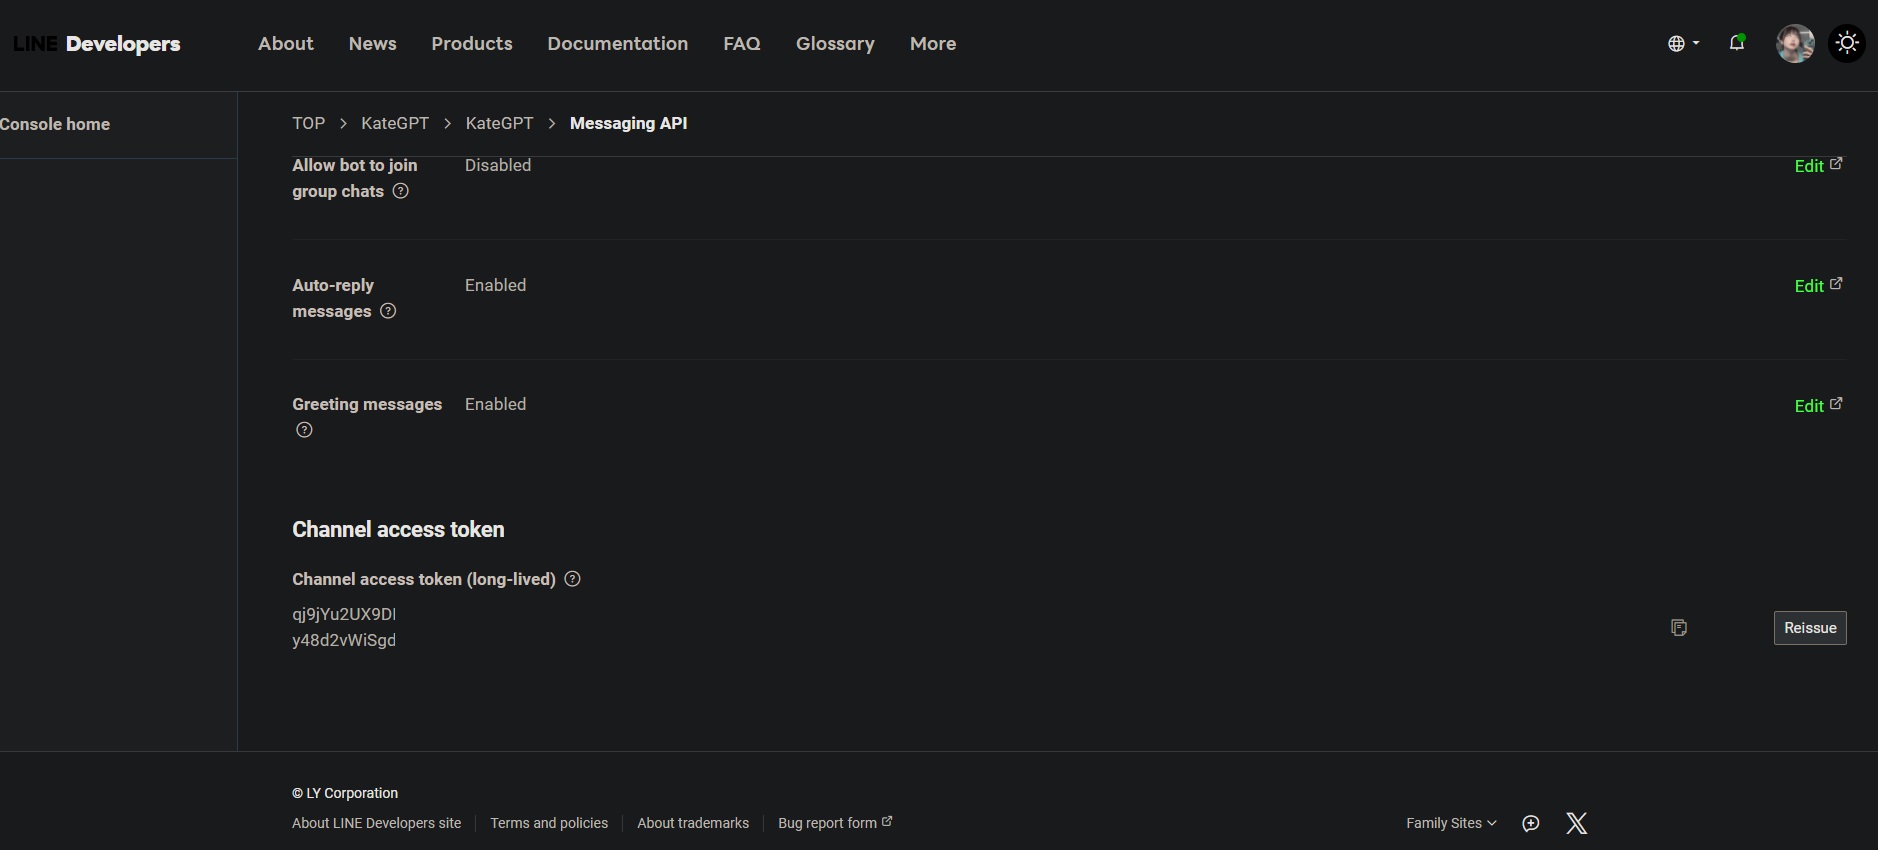 LINE Developers
About News Products Documentation FAQ Glossary More
Console home
TOP > KateGPT > KateGPT > Messaging API
Allow bot to join group chats Disabled Edit
Auto-reply messages Enabled Edit
Greeting messages Enabled Edit
Channel access token
Channel access token (long-lived)
qj9jYu2UX9D
y48d2vWiSgd
Reissue
© LY Corporation
About LINE Developers site Terms and policies About trademarks Bug report form
Family Sites